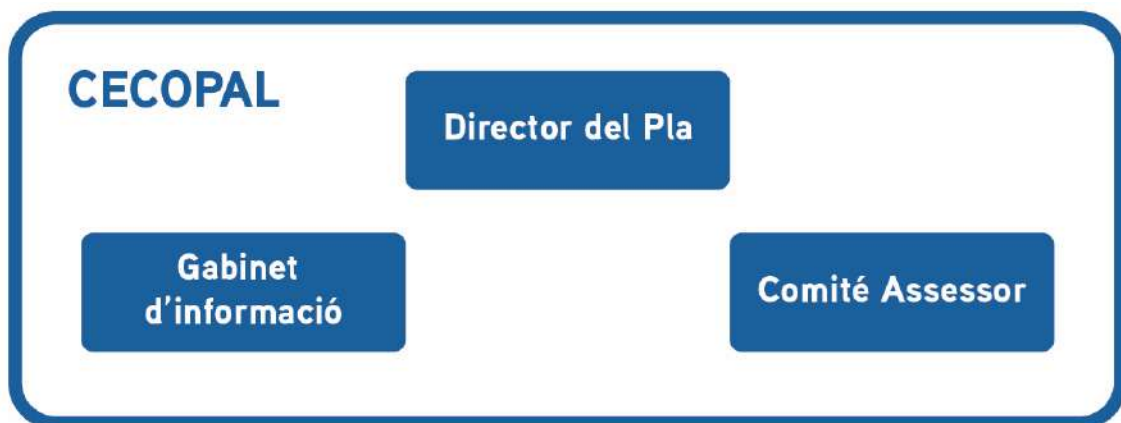 CECOPAL
Director del Pla
Gabinet
d'informació
Comité Assessor